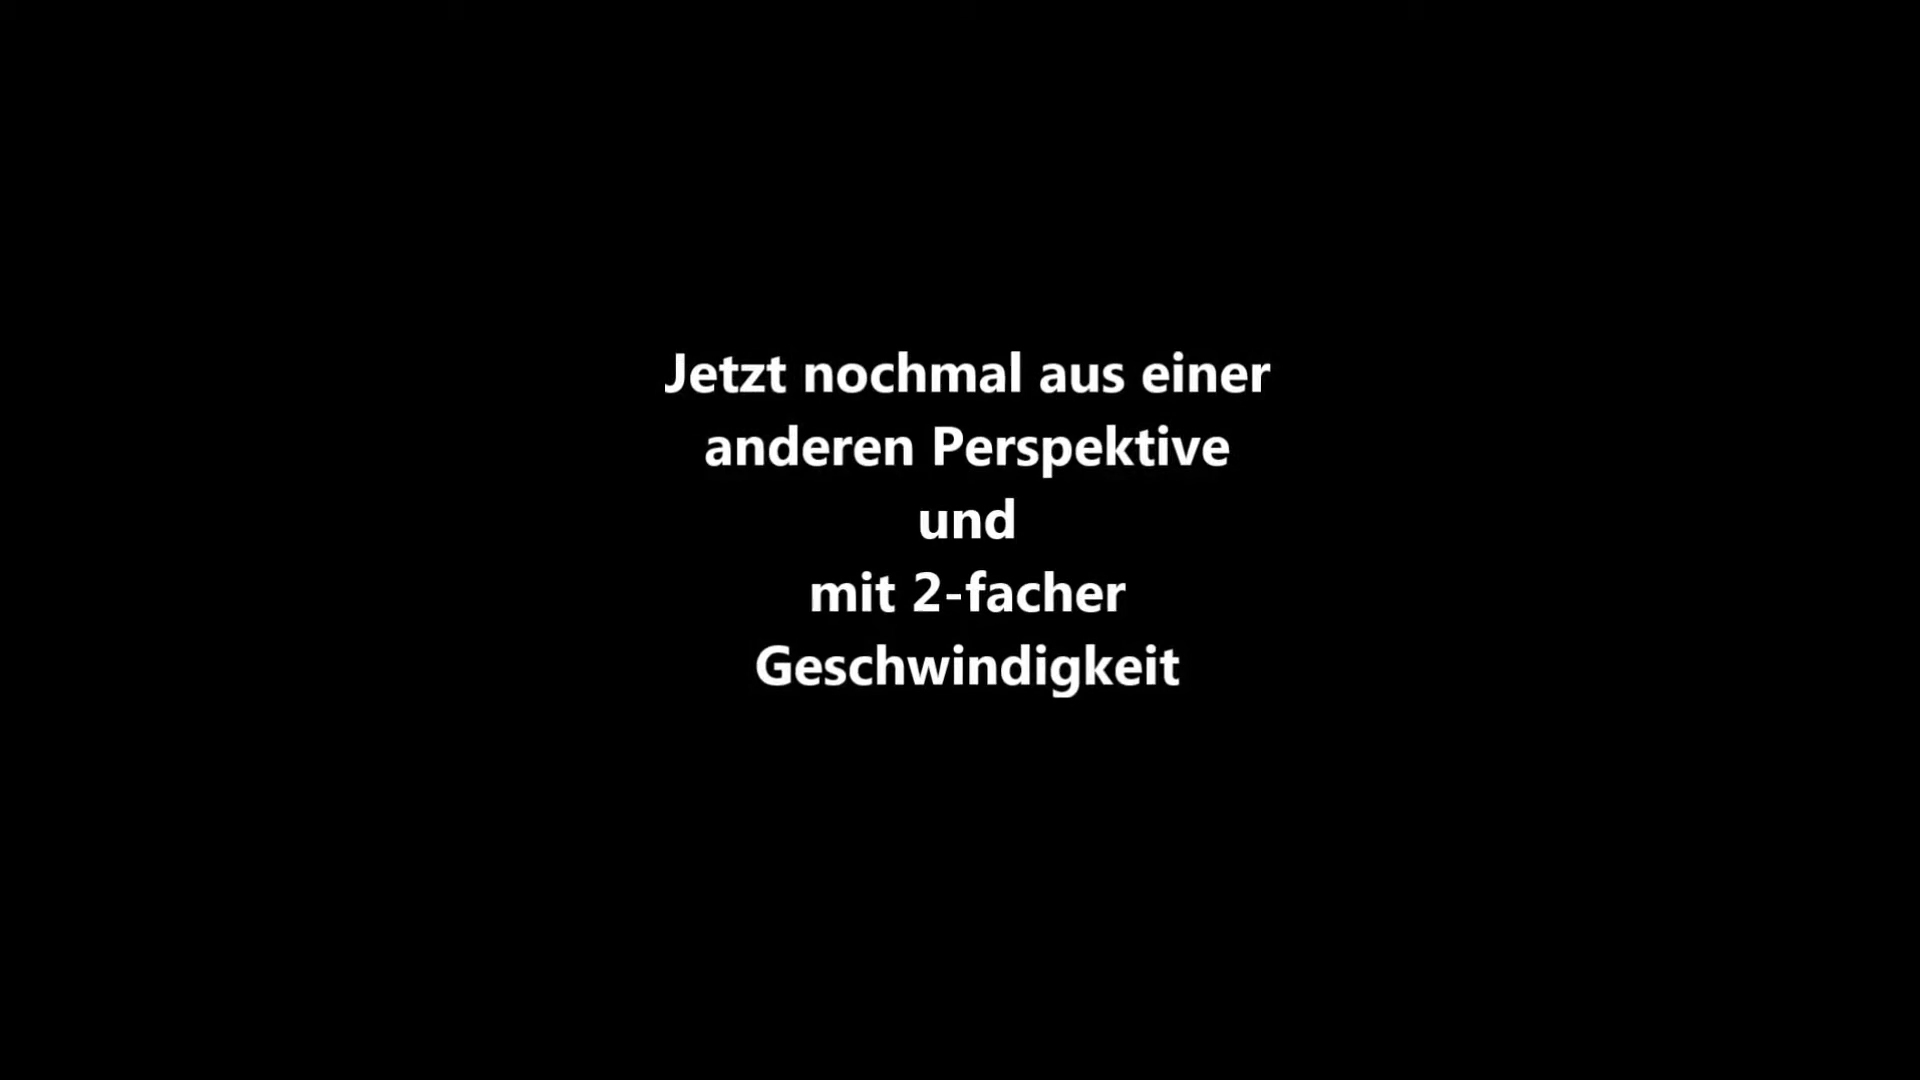 Jetzt nochmal aus einer
anderen Perspektive
und
mit 2-facher
Geschwindigkeit